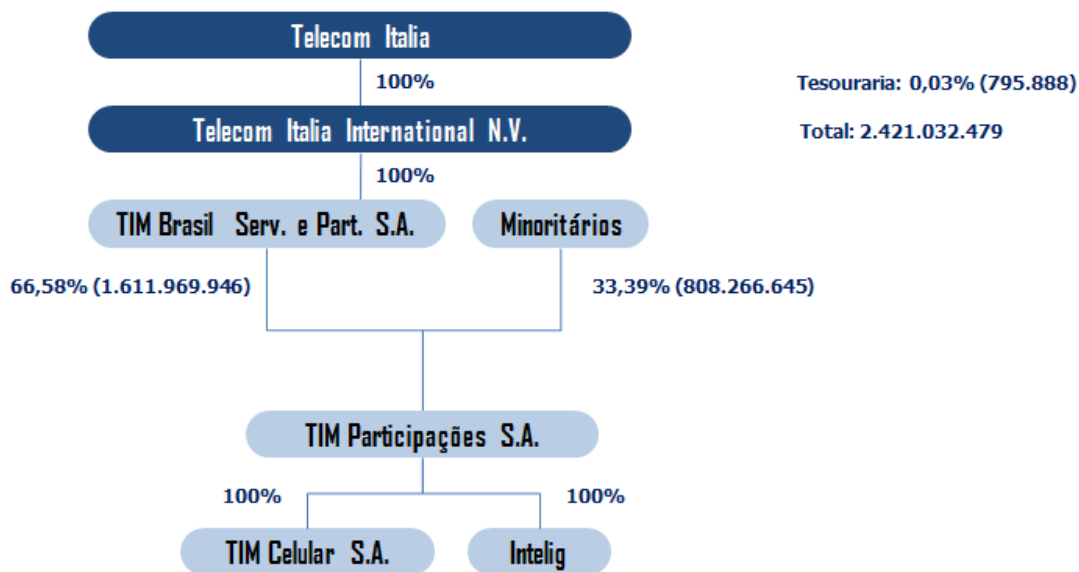 Telecom Italia
100%
Tesouraria: 0,03% (795.888)
Telecom Italia International N.V.
Total: 2.421.032.479
100%
TIM Brasil Serv. e Part. S.A.
Minoritários
66,58% (1.611.969.946)
33,39% (808.266.645)
TIM Participações S.A.
100%
100%
TIM Celular S.A.
Intelig